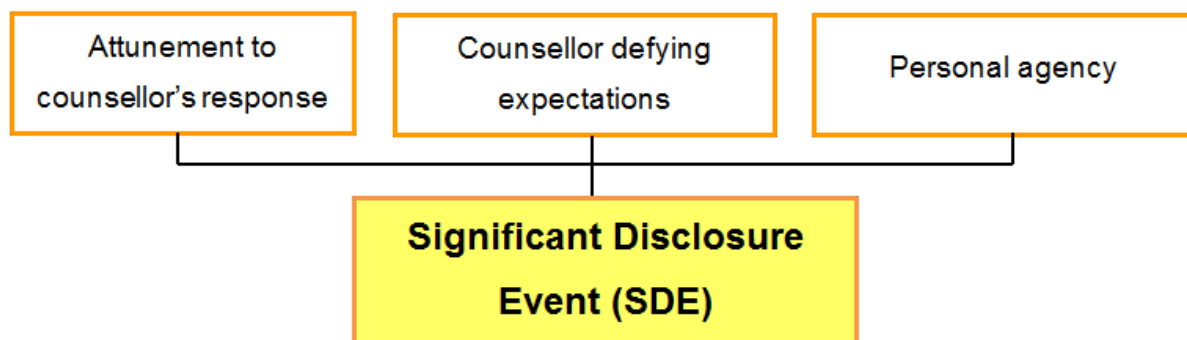 Attunement to
counsellor's response
Counsellor defying
expectations
Personal agency
Significant Disclosure
Event (SDE)